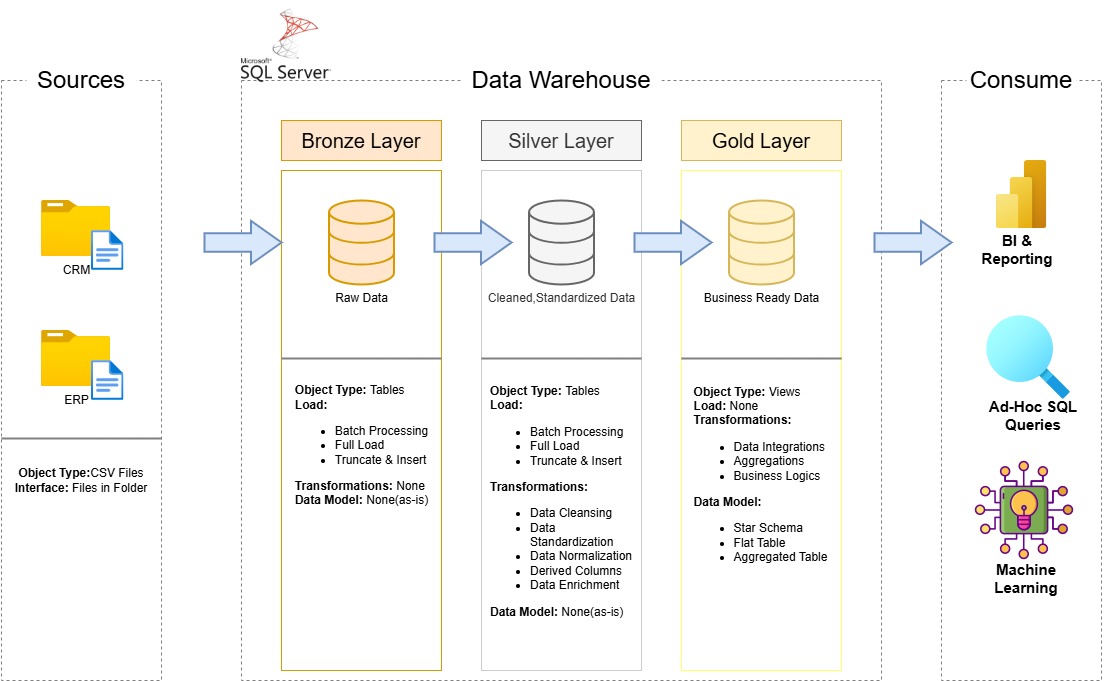 Microsoft®
SQL Server
Sources
Data Warehouse
Consume
Bronze Layer
Silver Layer
Gold Layer
CRM
ERP
Object Type:CSV Files
Interface: Files in Folder
Raw Data
Object Type: Tables
Load:
• Batch Processing
• Full Load
• Truncate & Insert
Transformations: None
Data Model: None(as-is)
Cleaned,Standardized Data
Object Type: Tables
Load:
• Batch Processing
• Full Load
• Truncate & Insert
Transformations:
• Data Cleansing
• Data
Standardization
• Data Normalization
• Derived Columns
• Data Enrichment
Data Model: None(as-is)
Business Ready Data
Object Type: Views
Load: None
Transformations:
• Data Integrations
• Aggregations
• Business Logics
Data Model:
• Star Schema
• Flat Table
• Aggregated Table
BI &
Reporting
Ad-Hoc SQL
Queries
Machine
Learning